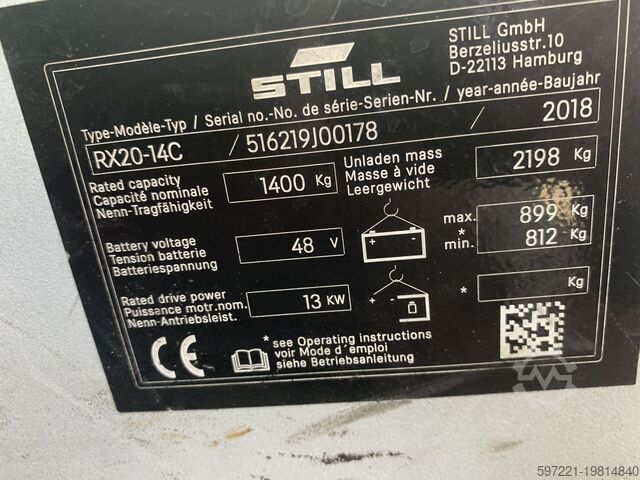 STILL
STILL GmbH
Berzeliusstr.10
D-22113 Hamburg
Type-Modèle-Typ / Serial no.-No. de série-Serien-Nr. / year-année-Baujahr
RX20-14C / 516219J00178 / 2018
Rated capacity
Capacité nominale
Nenn-Tragfähigkeit
1400 Kg
Unladen mass
Masse à vide
Leergewicht
2198 Kg
Battery voltage
Tension batterie
Batteriespannung
48 V
+ -
max. 899 Kg
*
min. 812 Kg
Rated drive power
Puissance motr.nom.
Nenn-Antriebsleist.
13 KW
+ -
* Kg
CE
* see Operating instructions
voir Mode d'emploi
siehe Betriebsanleitung
597221-19814840